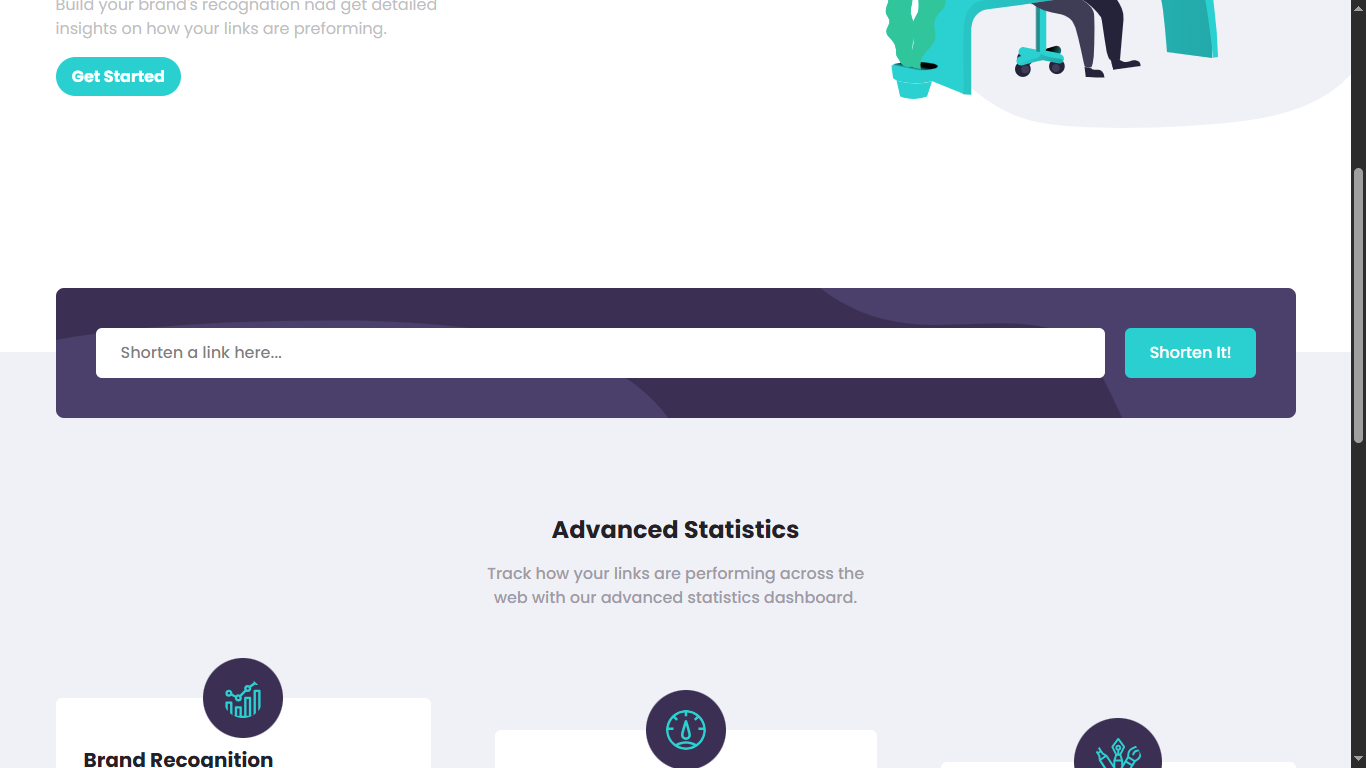 Build your brand's recognation nad get detailed
insights on how your links are preforming.
Get Started
Shorten a link here...
Shorten It!
Advanced Statistics
Track how your links are performing across the
web with our advanced statistics dashboard.
Brand Recognition